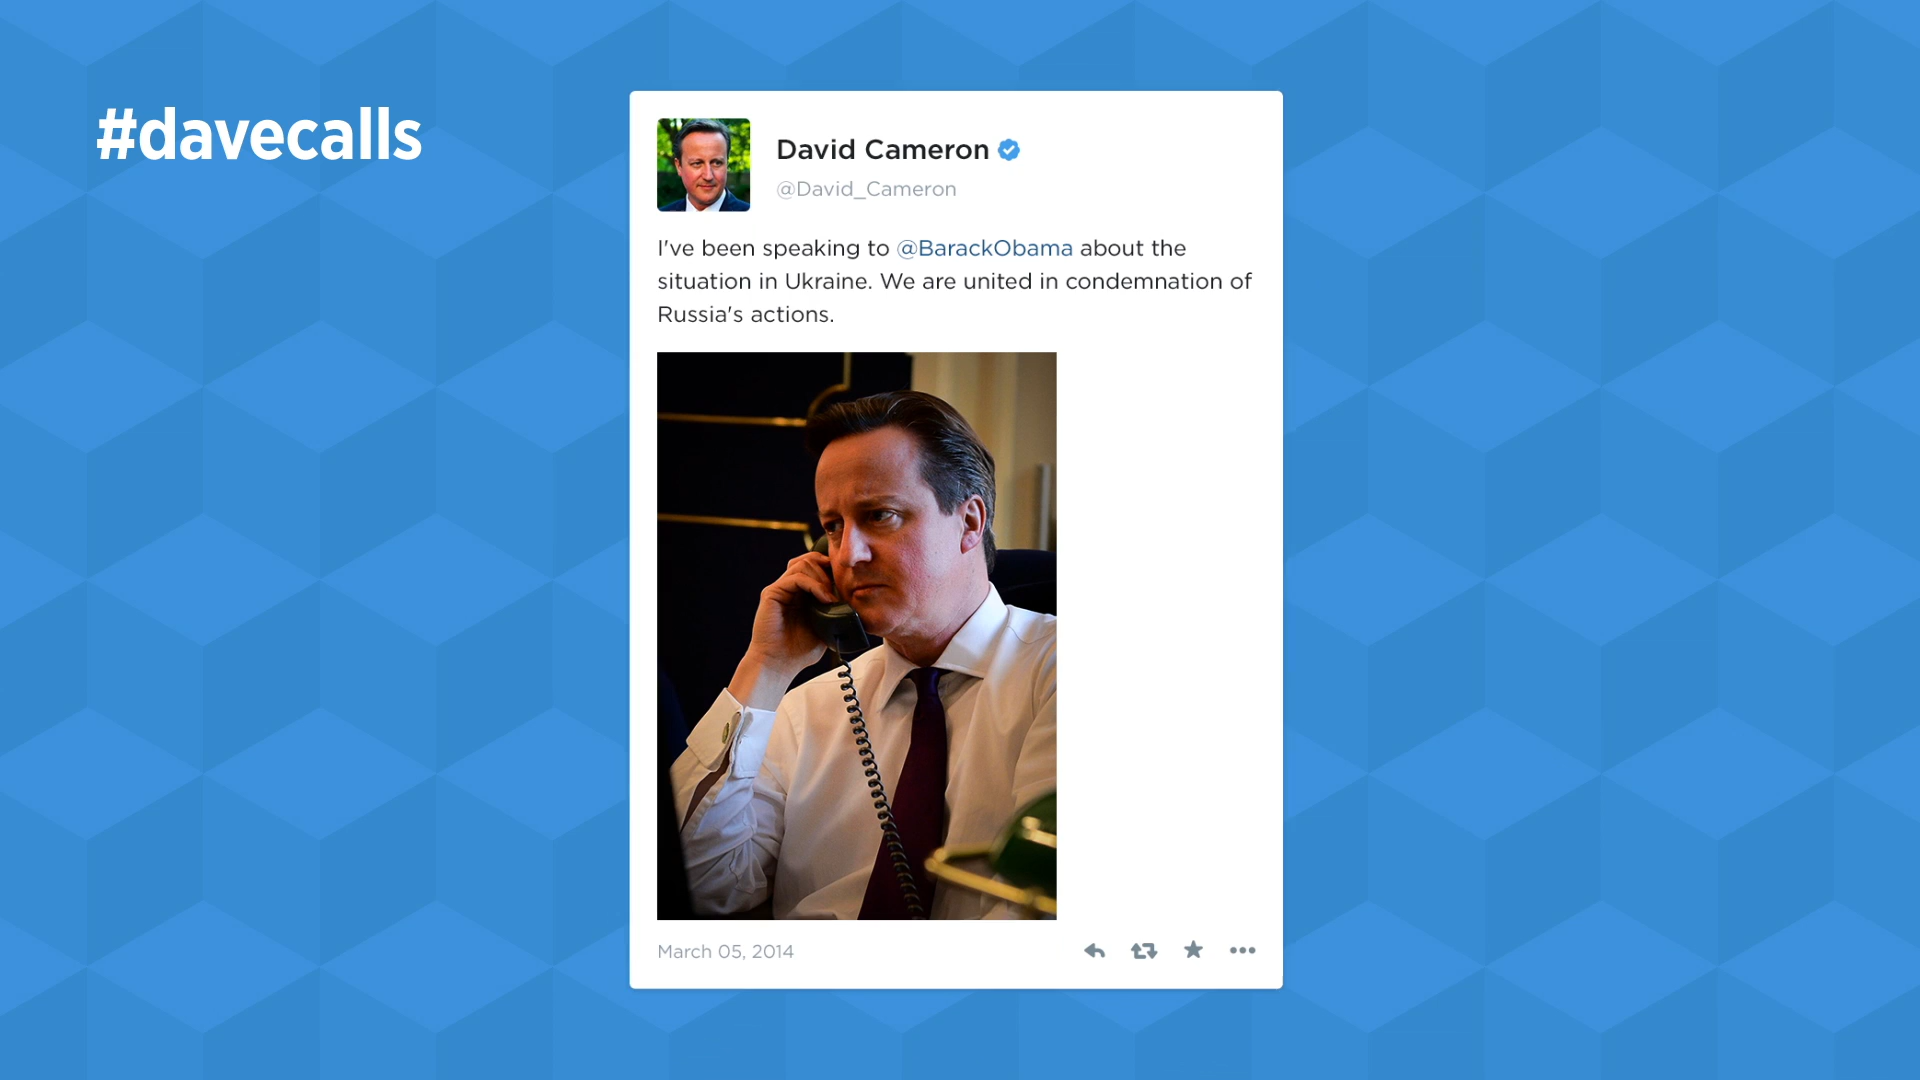 #davecalls
David Cameron
@David_Cameron
I've been speaking to @BarackObama about the
situation in Ukraine. We are united in condemnation of
Russia's actions.
March 05, 2014